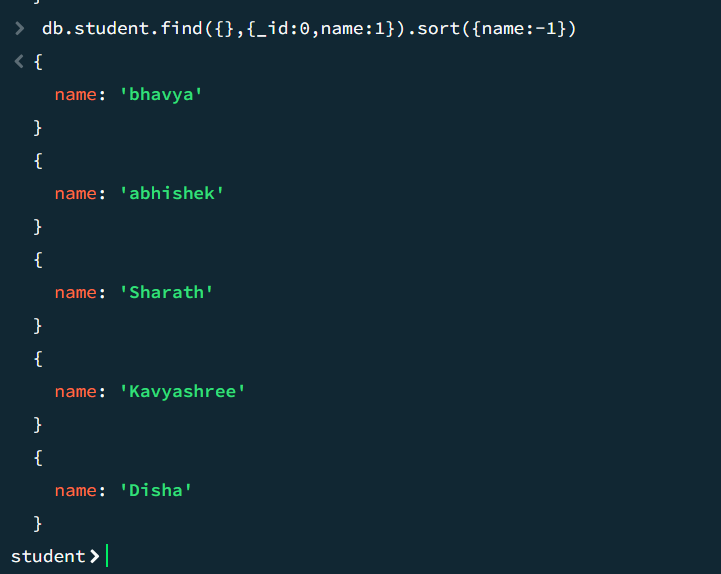 }
> db.student.find({},{_id:0,name:1}).sort({name:-1})
< {
name: 'bhavya'
}
{
name: 'abhishek'
}
{
name: 'Sharath'
}
{
name: 'Kavyashree'
}
{
name: 'Disha'
}
student>